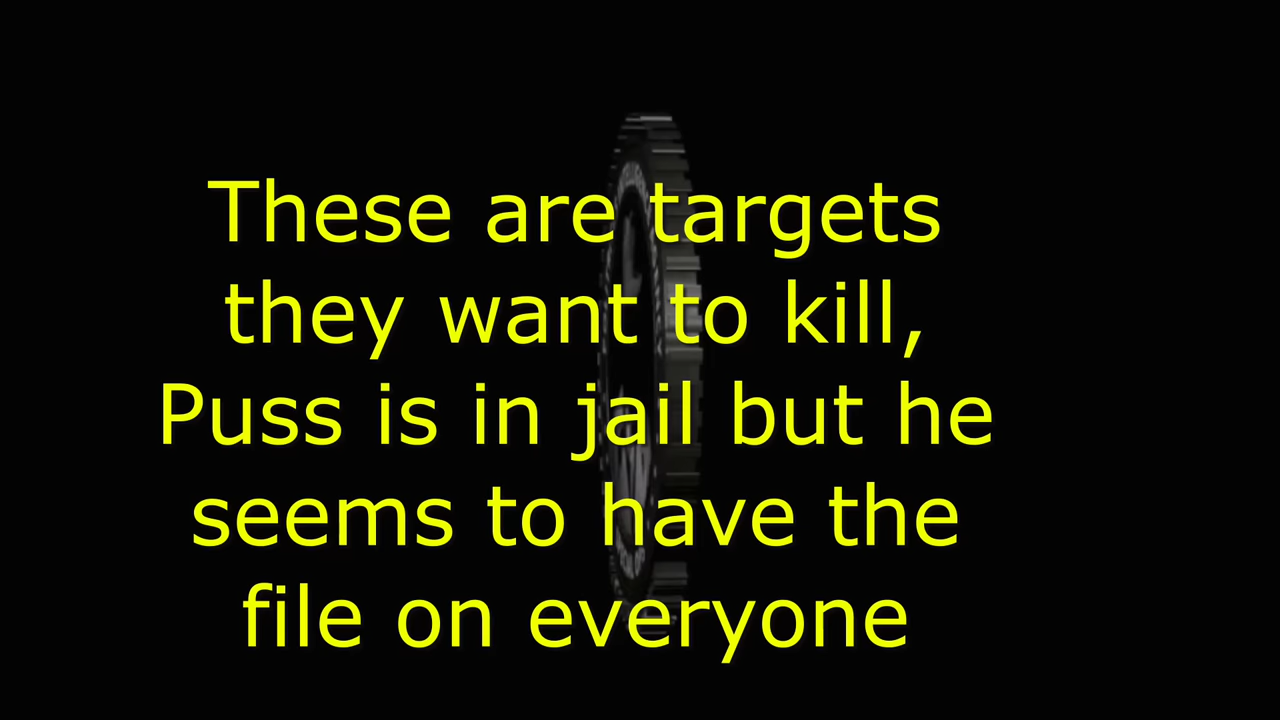 These are targets
they want to kill,
Puss is in jail but he
seems to have the
file on everyone